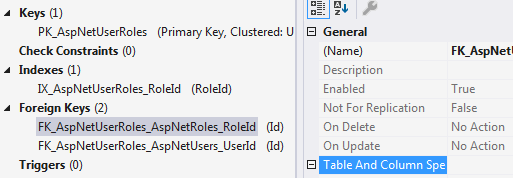 Keys (1)
PK_AspNetUserRoles (Primary Key, Clustered: U
Check Constraints (0)
Indexes (1)
IX_AspNetUserRoles_RoleId (RoleId)
Foreign Keys (2)
FK_AspNetUserRoles_AspNetRoles_RoleId (Id)
FK_AspNetUserRoles_AspNetUsers_UserId (Id)
Triggers (0)
General
(Name) FK_AspNetU
Description
Enabled True
Not For Replication False
On Delete No Action
On Update No Action
Table And Column Spe